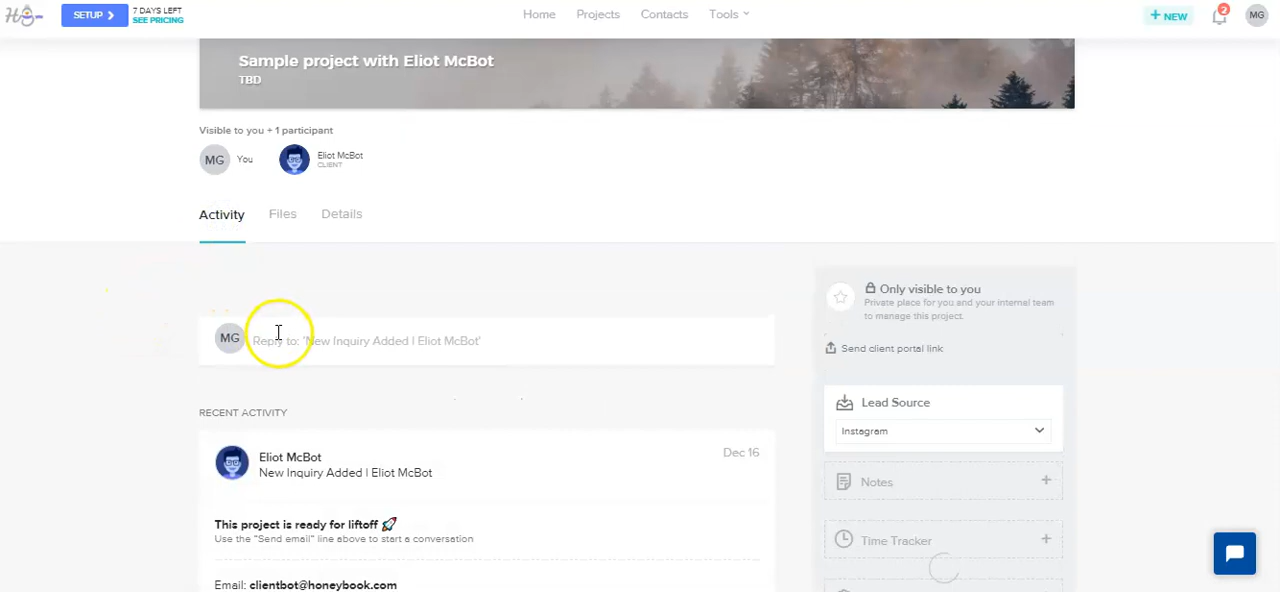 SETUP
7 DAYS LEFT
SEE PRICING
Home
Projects
Contacts
Tools
+ NEW
2
MG
Sample project with Eliot McBot
TBD
Visible to you + 1 participant
MG
You
Eliot McBot
CLIENT
Activity
Files
Details
MG
Reply to: 'New Inquiry Added | Eliot McBot'
RECENT ACTIVITY
Eliot McBot
Dec 16
New Inquiry Added | Eliot McBot
This project is ready for liftoff 🚀
Use the "Send email" line above to start a conversation
Email: clientbot@honeybook.com
Only visible to you
Private place for you and your internal team
to manage this project.
Send client portal link
Lead Source
Instagram
Notes
+
Time Tracker
+